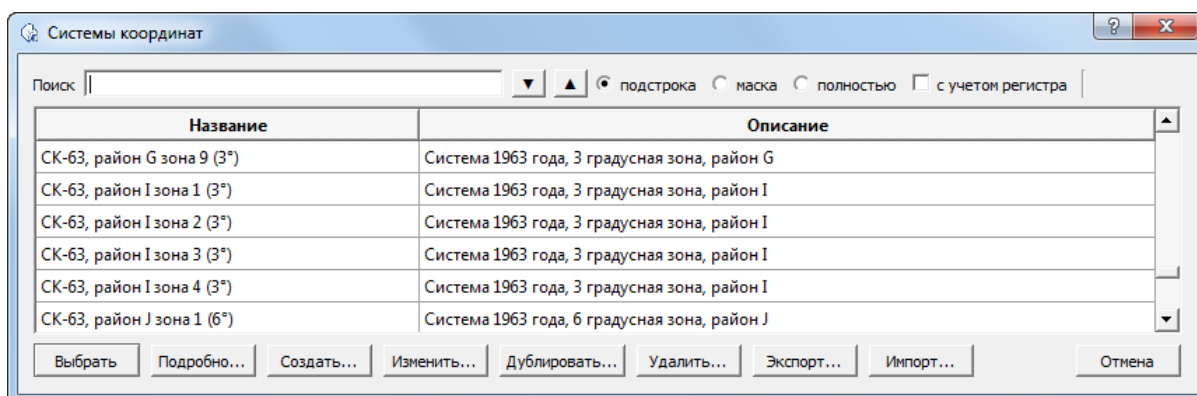 Системы координат
Поиск подстрока маска полностью с учетом регистра
Название Описание
СК-63, район G зона 9 (3°) Система 1963 года, 3 градусная зона, район G
СК-63, район I зона 1 (3°) Система 1963 года, 3 градусная зона, район I
СК-63, район I зона 2 (3°) Система 1963 года, 3 градусная зона, район I
СК-63, район I зона 3 (3°) Система 1963 года, 3 градусная зона, район I
СК-63, район I зона 4 (3°) Система 1963 года, 3 градусная зона, район I
СК-63, район J зона 1 (6°) Система 1963 года, 6 градусная зона, район J
Выбрать Подробно... Создать... Изменить... Дублировать... Удалить... Экспорт... Импорт... Отмена